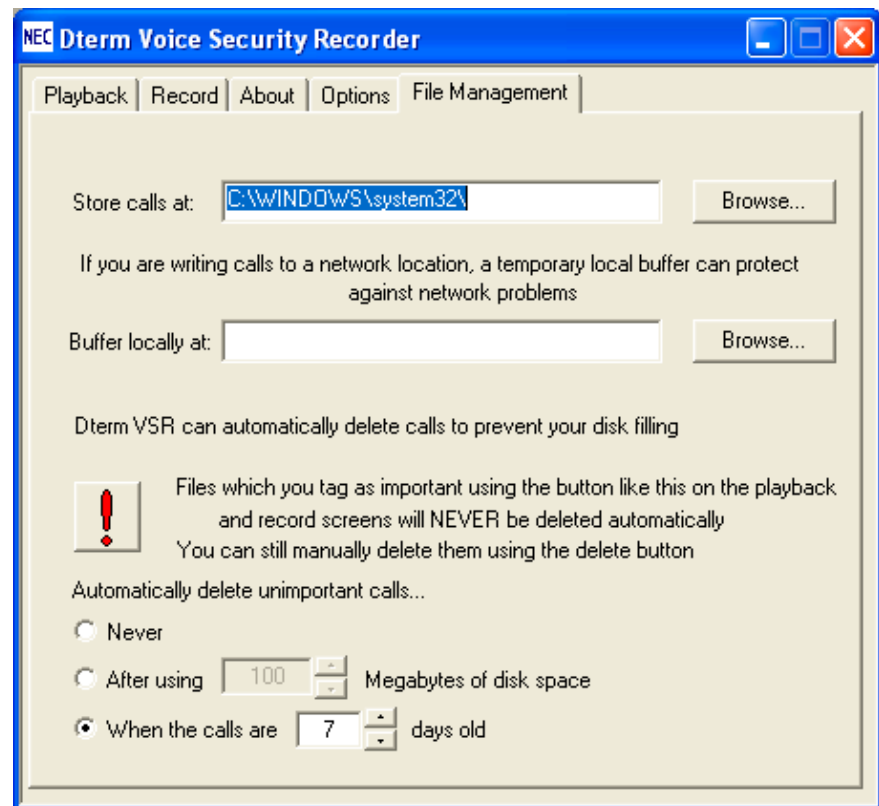 NEC Dterm Voice Security Recorder
Playback Record About Options File Management
Store calls at: C:\WINDOWS\system32\ Browse...
If you are writing calls to a network location, a temporary local buffer can protect
against network problems
Buffer locally at: Browse...
Dterm VSR can automatically delete calls to prevent your disk filling
Files which you tag as important using the button like this on the playback
and record screens will NEVER be deleted automatically
You can still manually delete them using the delete button
Automatically delete unimportant calls...
Never
After using 100 Megabytes of disk space
When the calls are 7 days old